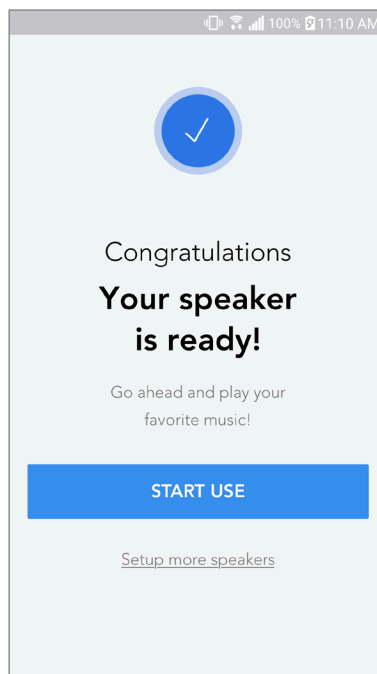 100% 11:10 AM
Congratulations
Your speaker
is ready!
Go ahead and play your
favorite music!
START USE
Setup more speakers